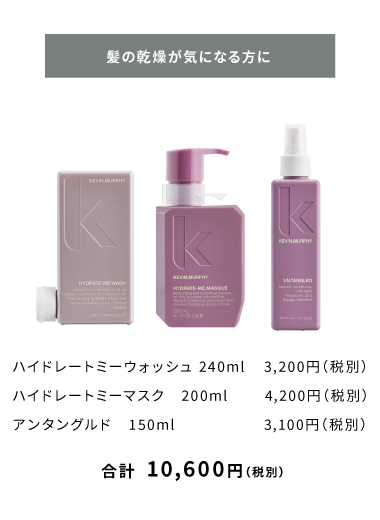 髪の乾燥が気になる方に
KEVIN.MURPHY
HYDRATE-ME.WASH
KEVIN.MURPHY
HYDRATE-ME.MASQUE
KEVIN.MURPHY
UN.TANGLED
ハイドレートミーウォッシュ 240ml 3,200円(税別)
ハイドレートミーマスク 200ml 4,200円(税別)
アンタングルド 150ml 3,100円(税別)
合計 10,600円(税別)